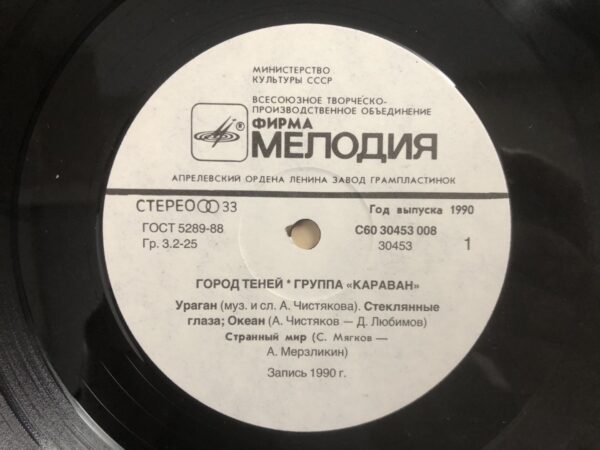 МИНИСТЕРСТВО
КУЛЬТУРЫ СССР
ВСЕСОЮЗНОЕ ТВОРЧЕСКО-
ПРОИЗВОДСТВЕННОЕ ОБЪЕДИНЕНИЕ
®
ФИРМА
МЕЛОДИЯ
АПРЕЛЕВСКИЙ ОРДЕНА ЛЕНИНА ЗАВОД ГРАМПЛАСТИНОК
СТЕРЕО 33
Год выпуска 1990
ГОСТ 5289-88
С60 30453 008
Гр. 3.2-25
30453
1
ГОРОД ТЕНЕЙ * ГРУППА «КАРАВАН»
Ураган (муз. и сл. А. Чистякова). Стеклянные
глаза; Океан (А. Чистяков — Д. Любимов)
Странный мир (С. Мягков —
А. Мерзликин)
Запись 1990 г.